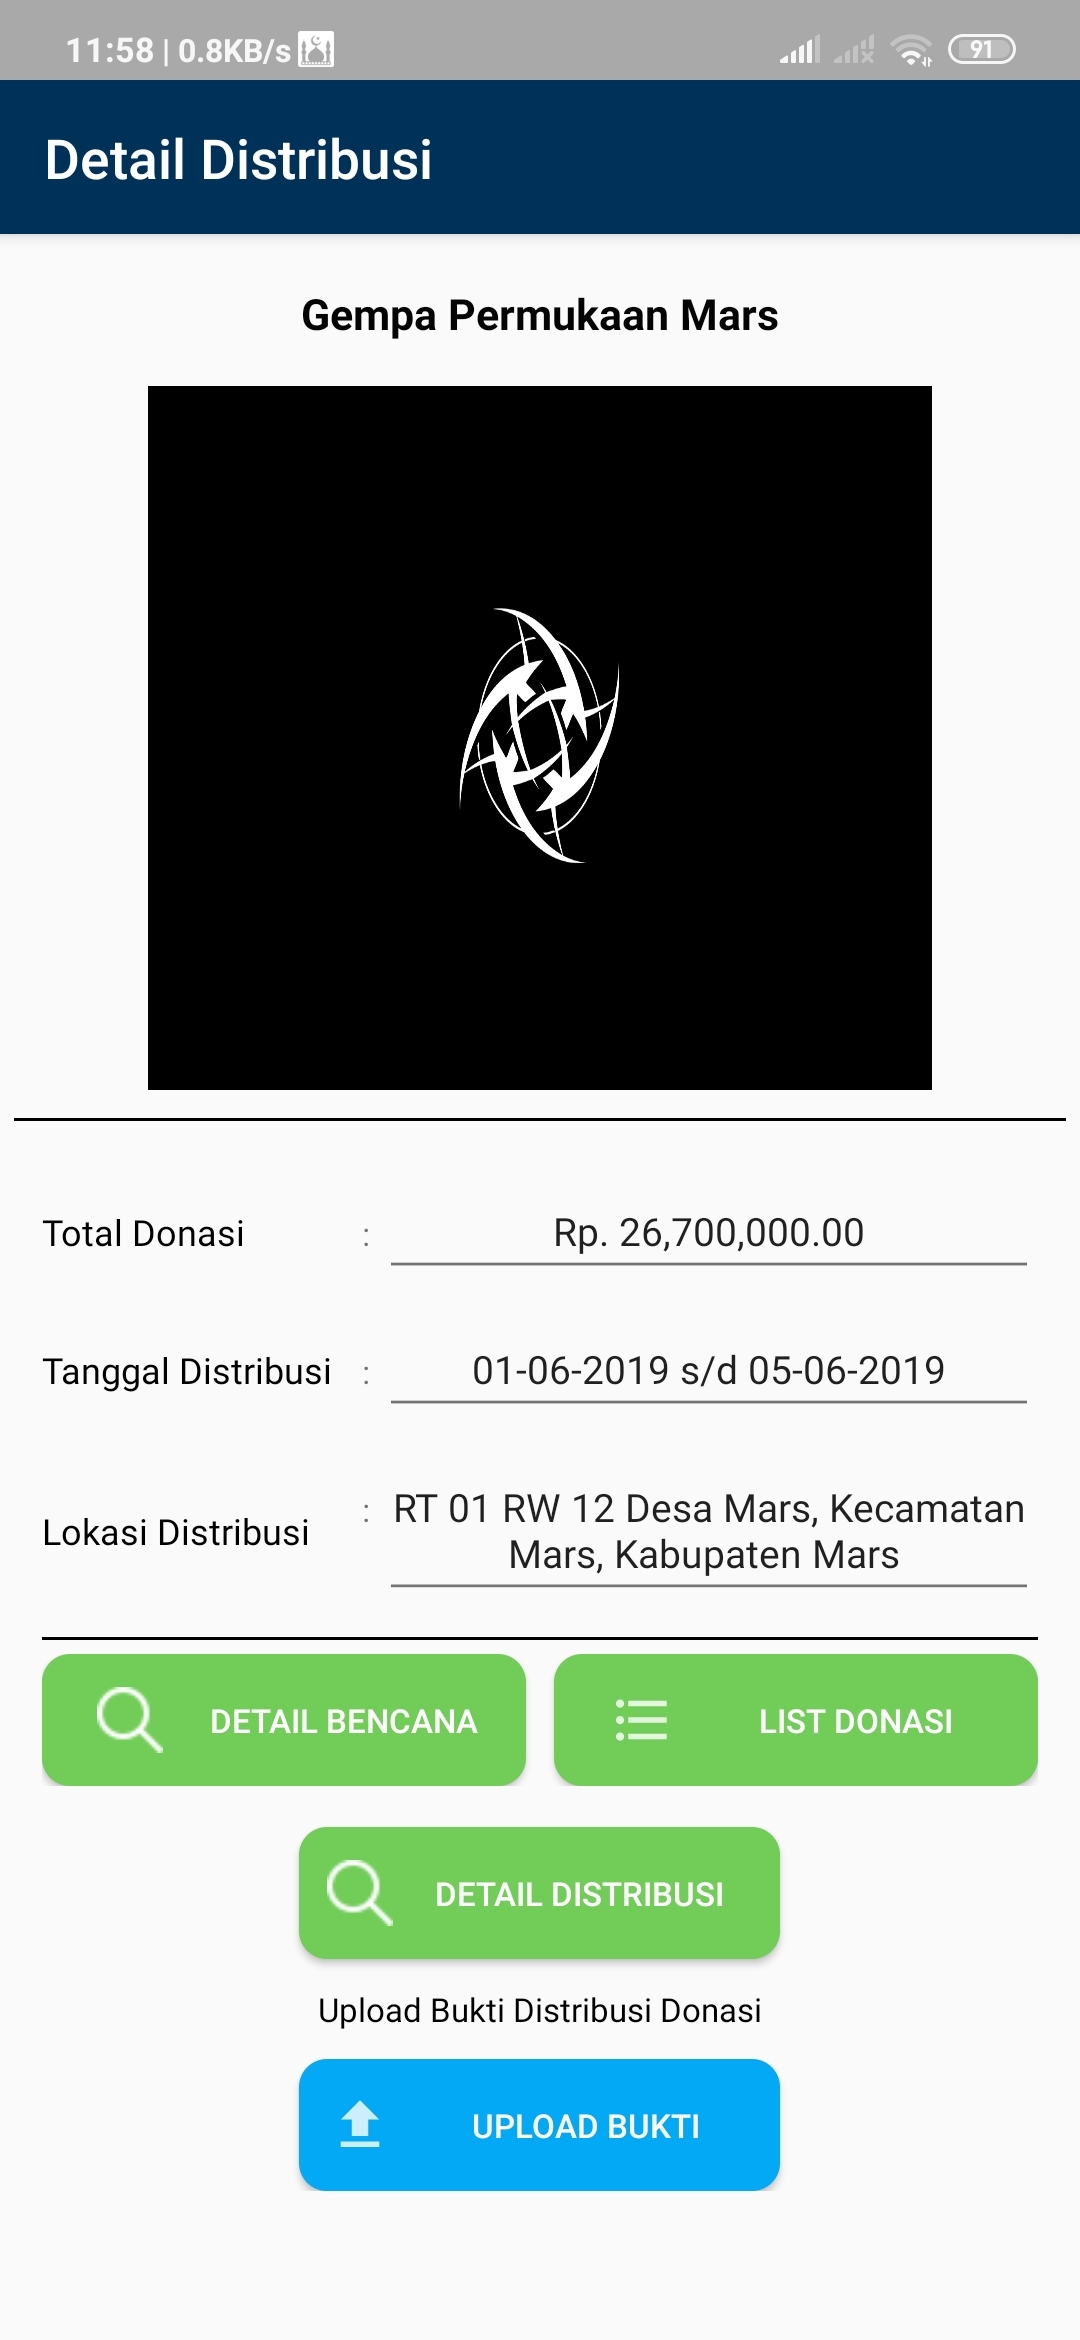 11:58 | 0.8KB/s
91
Detail Distribusi
Gempa Permukaan Mars
Total Donasi : Rp. 26,700,000.00
Tanggal Distribusi : 01-06-2019 s/d 05-06-2019
Lokasi Distribusi : RT 01 RW 12 Desa Mars, Kecamatan
Mars, Kabupaten Mars
DETAIL BENCANA
LIST DONASI
DETAIL DISTRIBUSI
Upload Bukti Distribusi Donasi
UPLOAD BUKTI